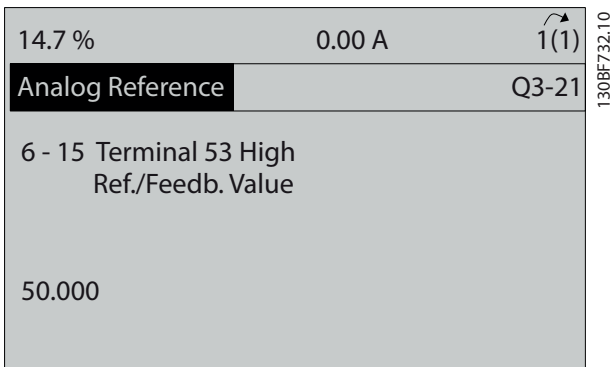 14.7 % 0.00 A 1(1)
Analog Reference Q3-21
6 - 15 Terminal 53 High
Ref./Feedb. Value
50.000
130BF732.10